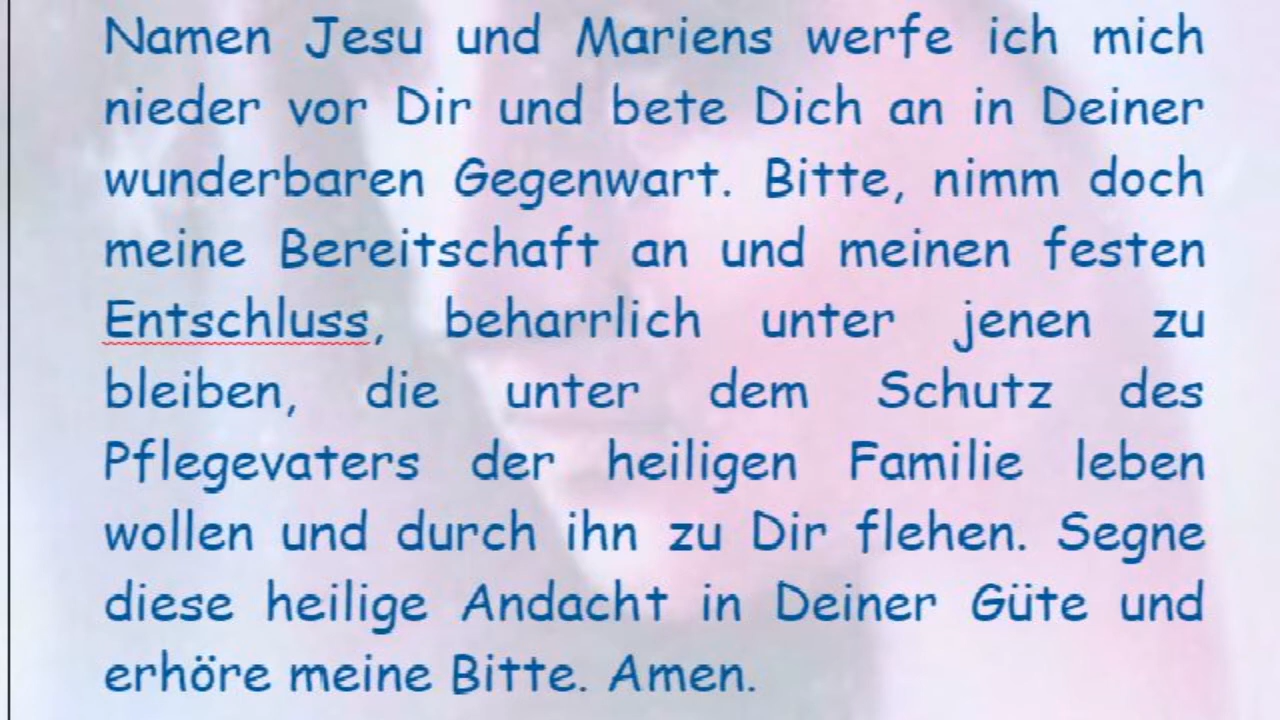 Namen Jesu und Mariens werfe ich mich
nieder vor Dir und bete Dich an in Deiner
wunderbaren Gegenwart. Bitte, nimm doch
meine Bereitschaft an und meinen festen
Entschluss, beharrlich unter jenen zu
bleiben, die unter dem Schutz des
Pflegevaters der heiligen Familie leben
wollen und durch ihn zu Dir flehen. Segne
diese heilige Andacht in Deiner Güte und
erhöre meine Bitte. Amen.